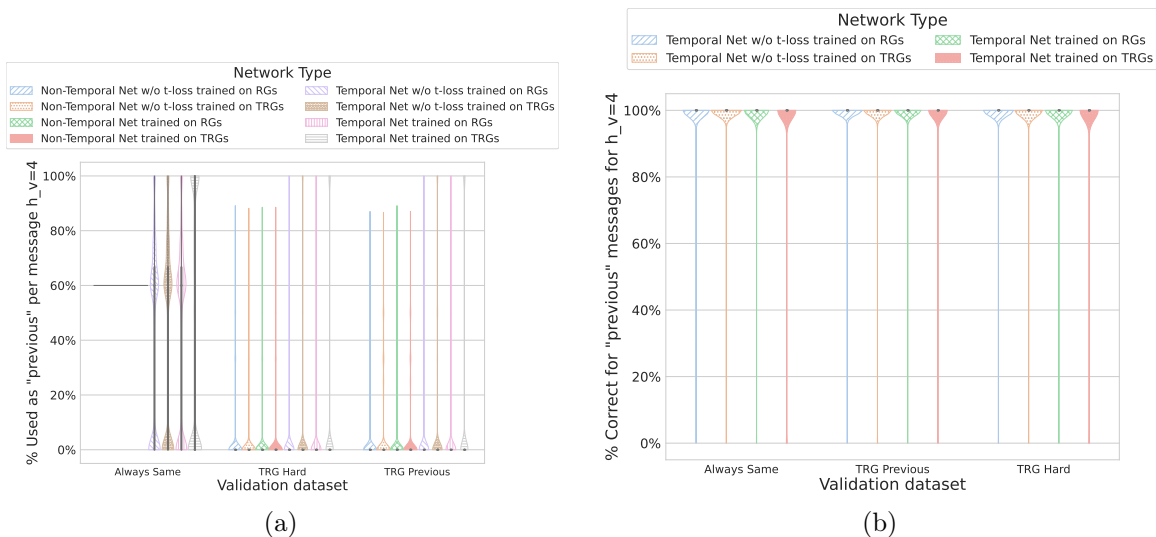 Network Type
Non-Temporal Net w/o t-loss trained on RGs
Non-Temporal Net w/o t-loss trained on TRGs
Non-Temporal Net trained on RGs
Non-Temporal Net trained on TRGs
Temporal Net w/o t-loss trained on RGs
Temporal Net w/o t-loss trained on TRGs
Temporal Net trained on RGs
Temporal Net trained on TRGs
% Used as "previous" per message h_v=4
100%
80%
60%
40%
20%
0%
Always Same
TRG Hard
TRG Previous
Validation dataset
(a)
Network Type
Temporal Net w/o t-loss trained on RGs
Temporal Net w/o t-loss trained on TRGs
Temporal Net trained on RGs
Temporal Net trained on TRGs
% Correct for "previous" messages for h_v=4
100%
80%
60%
40%
20%
0%
Always Same
TRG Previous
TRG Hard
Validation dataset
(b)